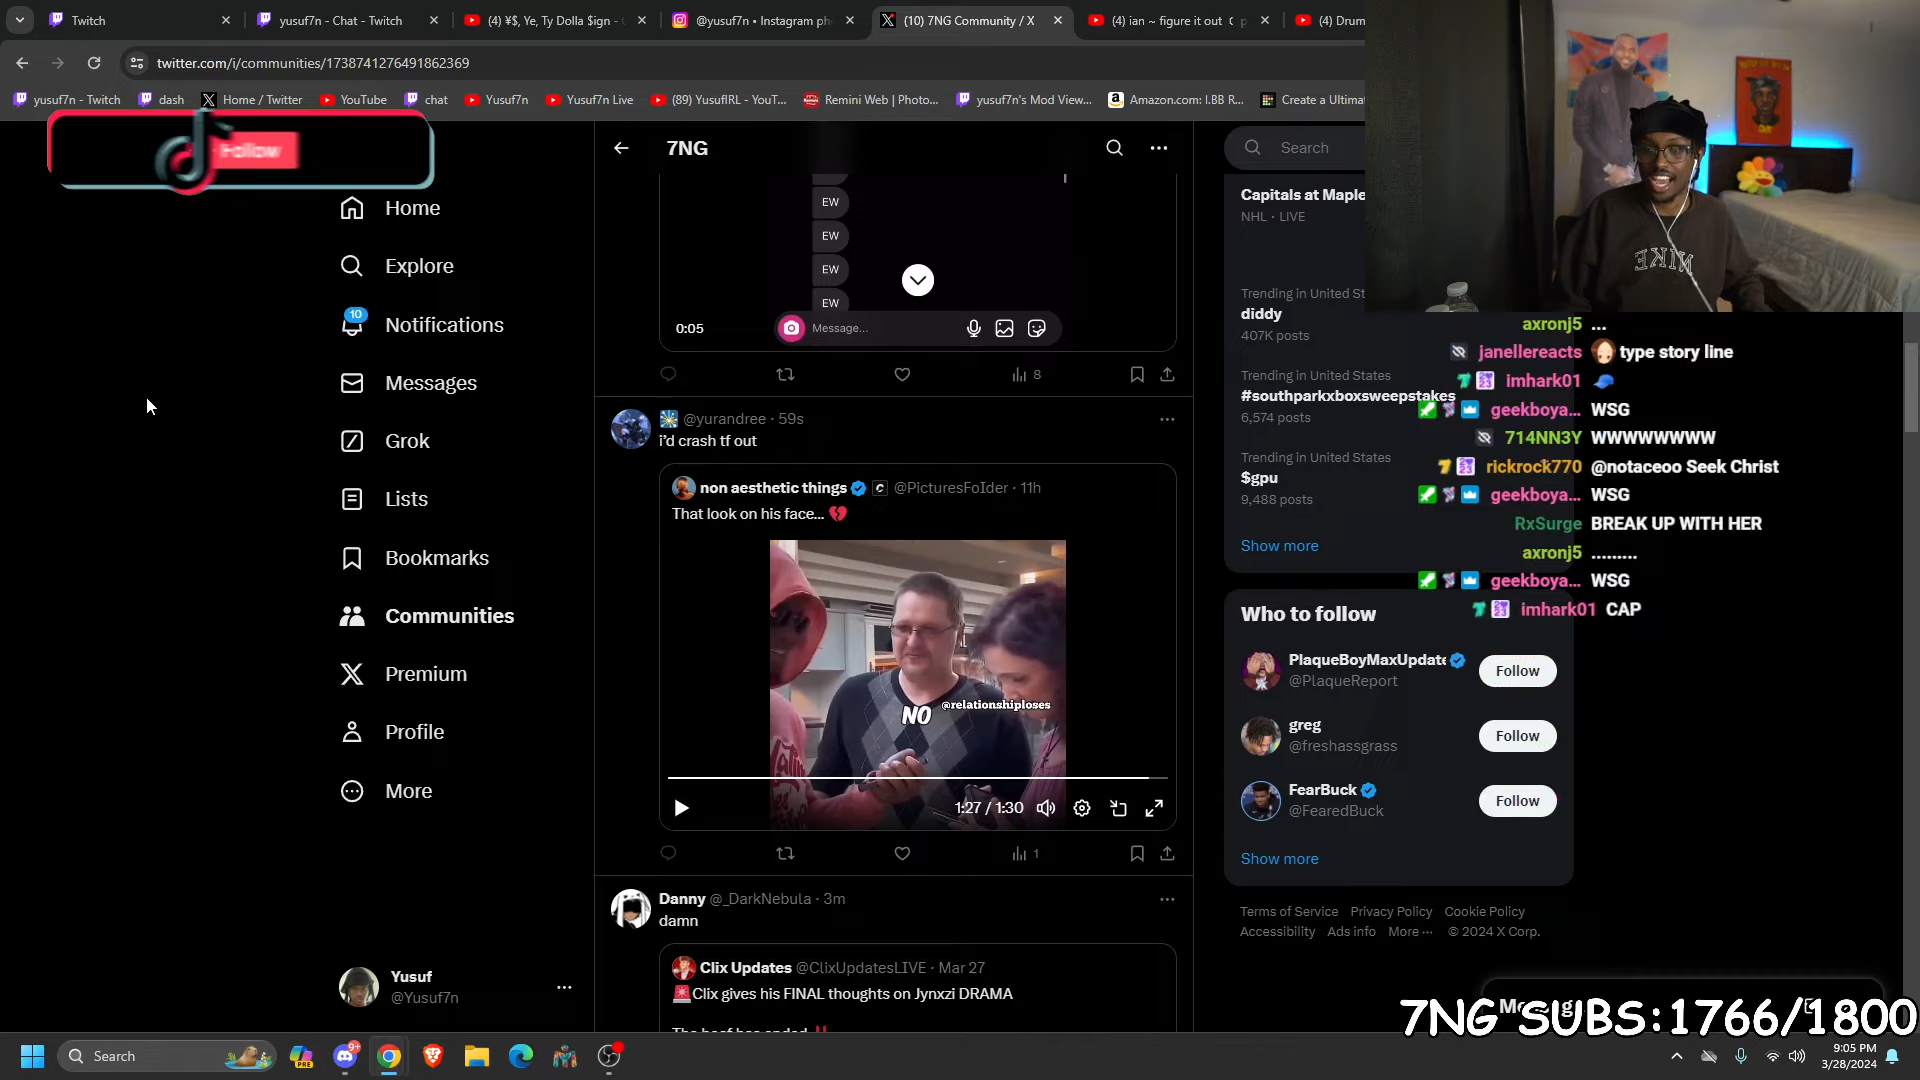 Twitch
yusuf7n - Chat - Twitch
(4) ¥$, Ye, Ty Dolla $ign -
@yusuf7n • Instagram ph
(10) 7NG Community / X
(4) ian ~ figure it out
(4) Drum
twitter.com/i/communities/1738741276491862369
yusuf7n - Twitch
dash
Home / Twitter
YouTube
chat
Yusuf7n
Yusuf7n Live
(89) YusufIRL - YouT...
Remini Web | Photo...
yusuf7n's Mod View...
Amazon.com: I.BB R...
Create a Ultima
Follow
Home
Explore
10
Notifications
Messages
Grok
Lists
Bookmarks
Communities
Premium
Profile
More
Yusuf
@Yusuf7n
7NG
EW
EW
EW
EW
0:05
Message...
8
@yurandree · 59s
i'd crash tf out
non aesthetic things @PicturesFoIder · 11h
That look on his face... 💔
NO
@relationshiploses
1:27 / 1:30
1
Danny @_DarkNebula · 3m
damn
Clix Updates @ClixUpdatesLIVE · Mar 27
🚨Clix gives his FINAL thoughts on Jynxzi DRAMA
The beef has ended ‼️
Search
Capitals at Maple
NHL · LIVE
Trending in United St
diddy
407K posts
Trending in United States
#southparkxboxsweepstakes
6,574 posts
Trending in United States
$gpu
9,488 posts
Show more
Who to follow
PlaqueBoyMaxUpdate
@PlaqueReport
Follow
greg
@freshassgrass
Follow
FearBuck
@FearedBuck
Follow
Show more
Terms of Service Privacy Policy Cookie Policy
Accessibility Ads info More ··· © 2024 X Corp.
NIKE
axronj5 ...
janellereacts type story line
imhark01 🧢
geekboya... WSG
714NN3Y WWWWWWWW
rickrock770 @notaceoo Seek Christ
geekboya... WSG
RxSurge BREAK UP WITH HER
axronj5 .........
geekboya... WSG
imhark01 CAP
7NG SUBS:1766/1800
Search
PRE
9+
9:05 PM
3/28/2024